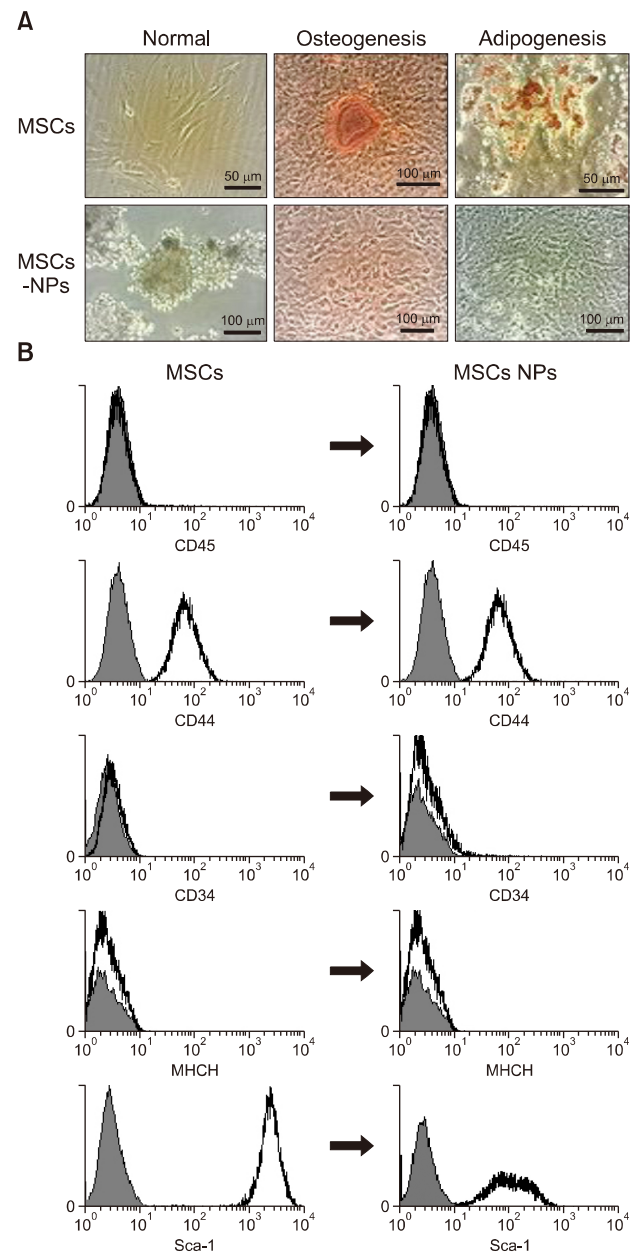 A
Normal Osteogenesis Adipogenesis
MSCs
50 μm 100 μm 50 μm
MSCs
-NPs
100 μm 100 μm 100 μm
B
MSCs MSCs NPs
0 0
10^0 10^1 10^2 10^3 10^4 10^0 10^1 10^2 10^3 10^4
CD45 CD45
0 0
10^0 10^1 10^2 10^3 10^4 10^0 10^1 10^2 10^3 10^4
CD44 CD44
0 0
10^0 10^1 10^2 10^3 10^4 10^0 10^1 10^2 10^3 10^4
CD34 CD34
0 0
10^0 10^1 10^2 10^3 10^4 10^0 10^1 10^2 10^3 10^4
MHCH MHCH
0 0
10^0 10^1 10^2 10^3 10^4 10^0 10^1 10^2 10^3 10^4
Sca-1 Sca-1